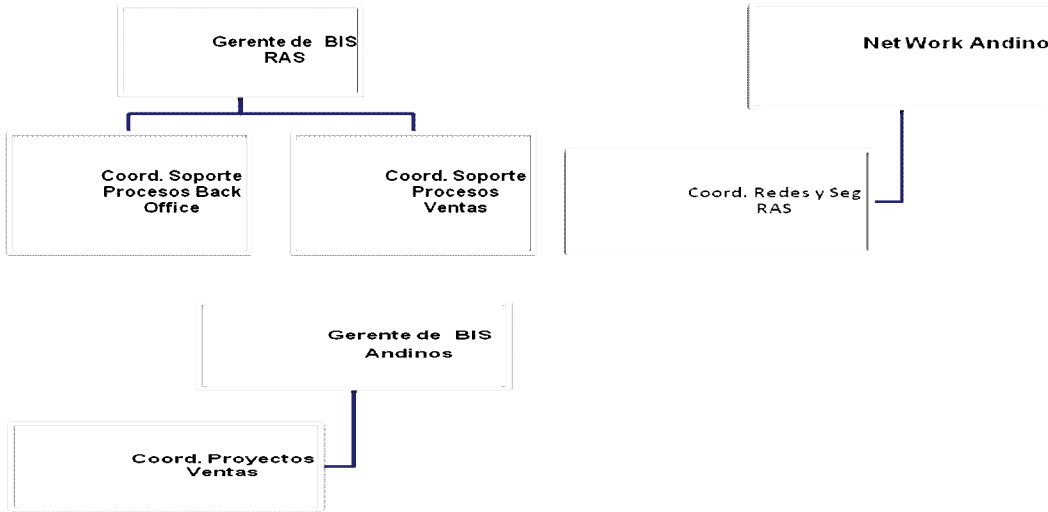 Gerente de BIS
RAS
Net Work Andino
Coord. Soporte
Procesos Back
Office
Coord. Soporte
Procesos
Ventas
Coord. Redes y Seg
RAS
Gerente de BIS
Andinos
Coord. Proyectos
Ventas